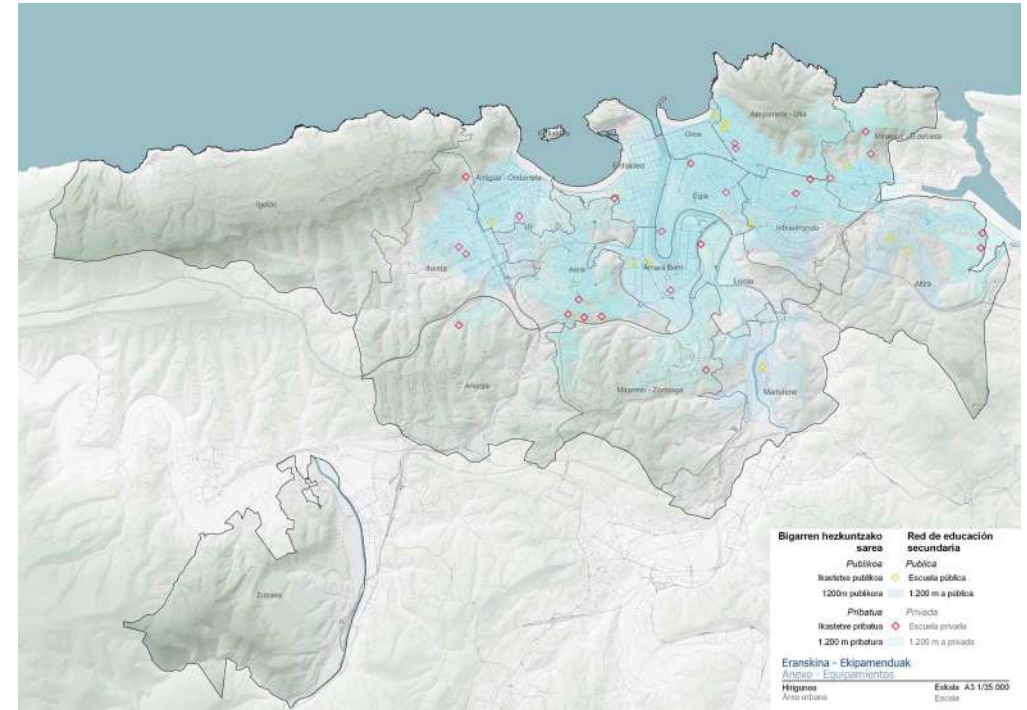 Ategorrieta - Ulia
Gros
Antigua - Ondarreta
Igeldo
Egia
Intxaurrondo
Ibaeta
Aiete
Amara Berri
Loiola
Altza
Añorga
Miramon - Zorroaga
Martutene
Zubieta
Bigarren hezkuntzako sarea
Red de educación secundaria
Publikoa Publica
Ikastetxe publikoa Escuela pública
1200m publikora 1.200 m a pública
Pribatua Privada
Ikastetxe pribatua Escuela privada
1.200 m pribatura 1.200 m a privada
Eranskina - Ekipamenduak
Anexo - Equipamientos
Hirigunea Eskala A3 1/35 000
Área urbana Escala